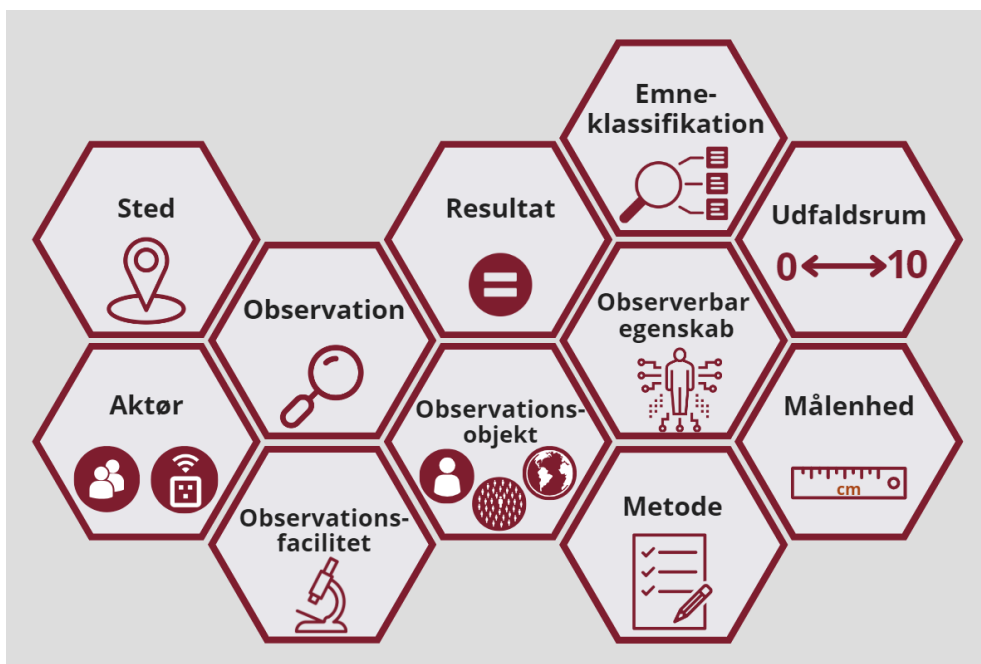 Emne-
klassifikation
Sted
Resultat
Udfaldsrum
0 10
Observation
Observerbar
egenskab
Aktør
Observations-
objekt
Målenhed
cm
Observations-
facilitet
Metode